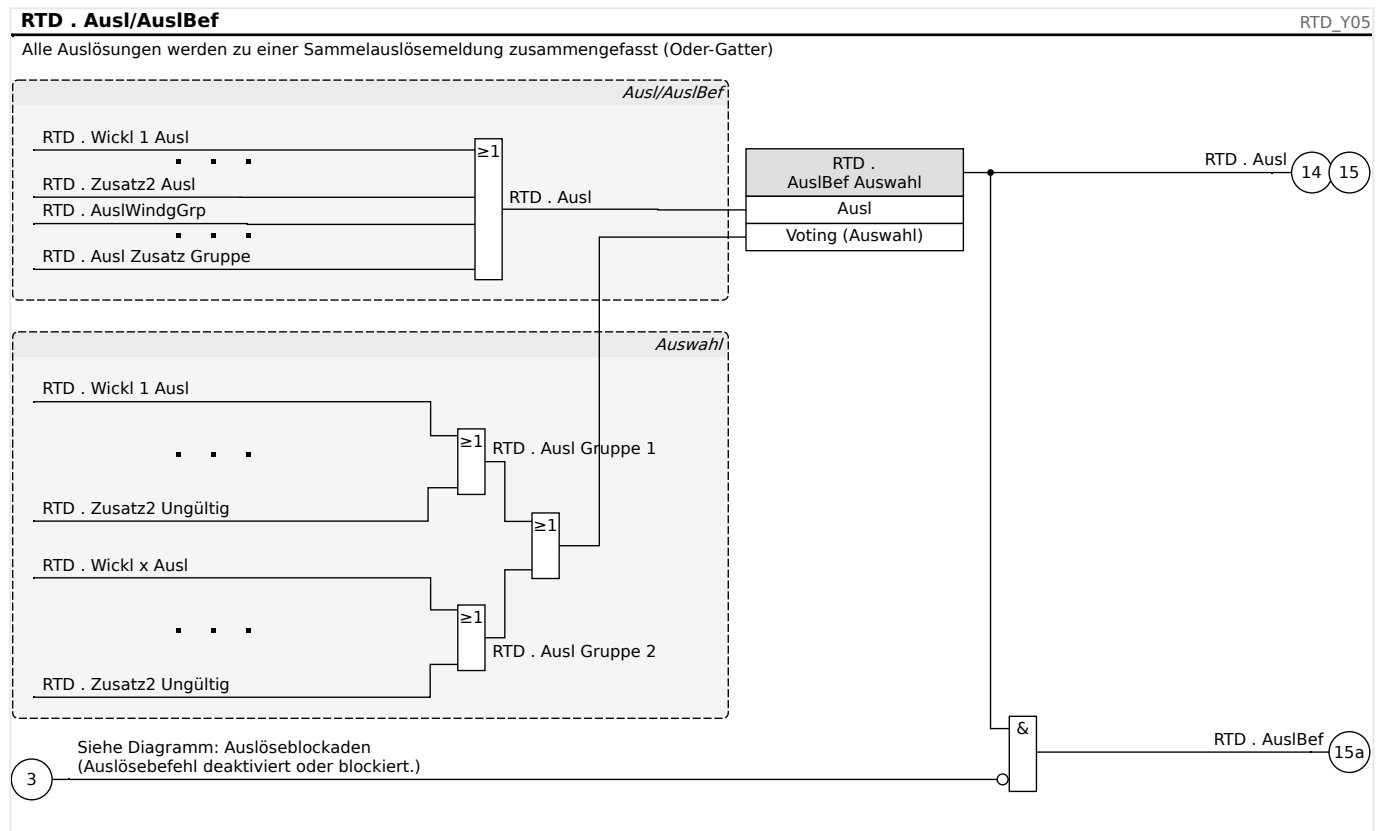 RTD . Ausl/AuslBef
RTD_Y05
Alle Auslösungen werden zu einer Sammelauslösemeldung zusammengefasst (Oder-Gatter)
Ausl/AuslBef
RTD . Wickl 1 Ausl
. . .
RTD . Zusatz2 Ausl
RTD . AuslWindgGrp
. . .
RTD . Ausl Zusatz Gruppe
≥1
RTD . Ausl
RTD .
AuslBef Auswahl
Ausl
Voting (Auswahl)
RTD . Ausl
14
15
Auswahl
RTD . Wickl 1 Ausl
. . .
RTD . Zusatz2 Ungültig
≥1
RTD . Ausl Gruppe 1
≥1
RTD . Wickl x Ausl
. . .
RTD . Zusatz2 Ungültig
≥1
RTD . Ausl Gruppe 2
Siehe Diagramm: Auslöseblockaden
(Auslösebefehl deaktiviert oder blockiert.)
3
&
RTD . AuslBef
15a